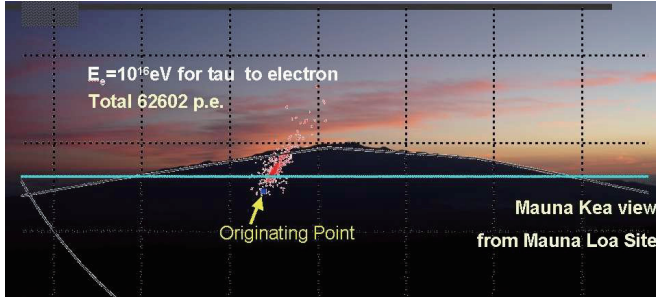 Eₑ=10¹⁶eV for tau to electron
Total 62602 p.e.
Originating Point
Mauna Kea view
from Mauna Loa Site